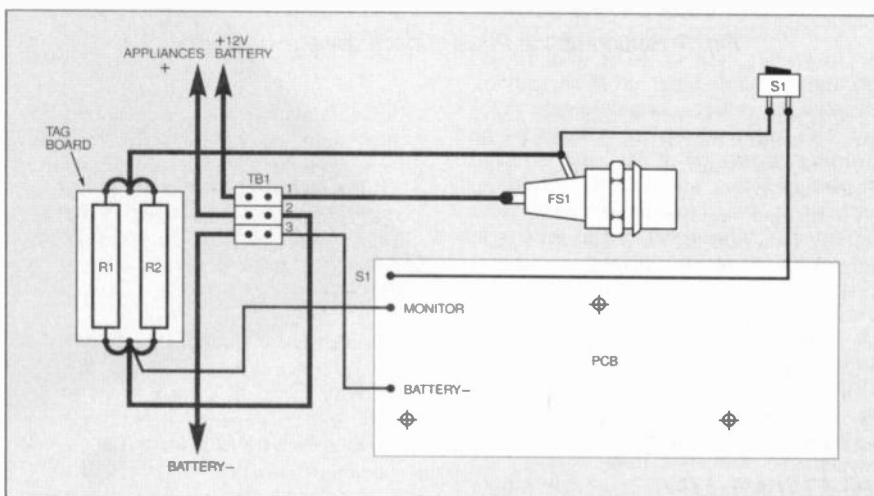 APPLIANCES
+
+12V
BATTERY
S1
TAG
BOARD
TB1
1
2
3
FS1
R1
R2
S1
MONITOR
PCB
BATTERY–
BATTERY–